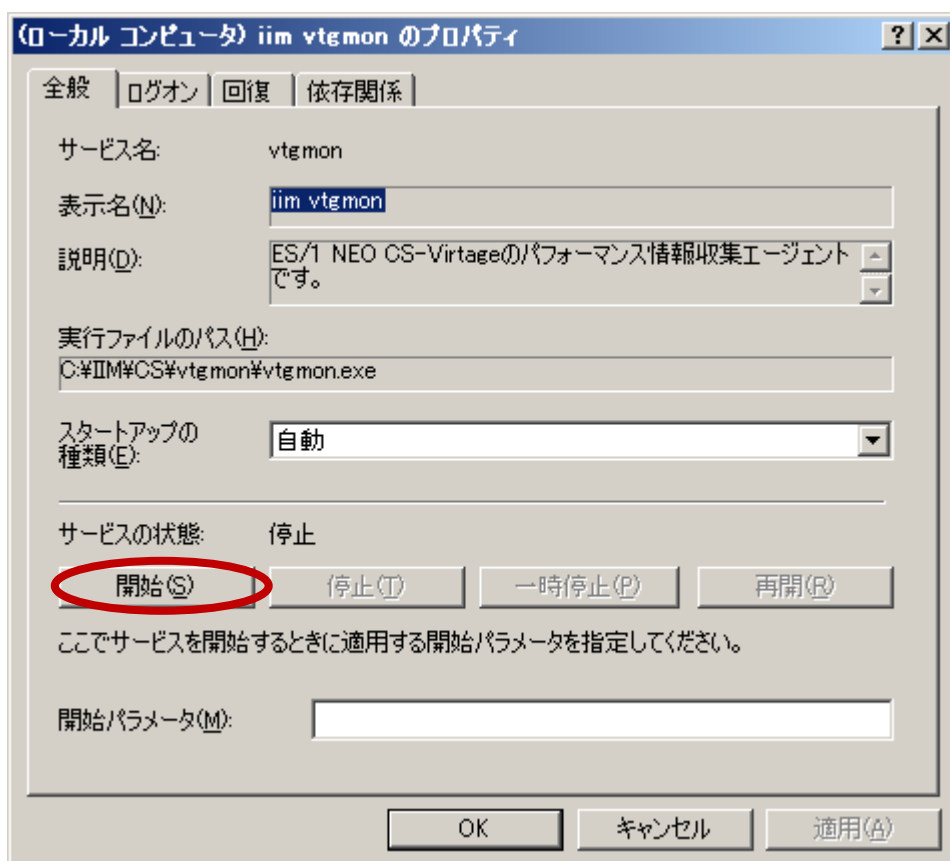 (ローカル コンピュータ) iim vtgmon のプロパティ
全般 ログオン 回復 依存関係
サービス名: vtgmon
表示名(N): iim vtgmon
説明(D): ES/1 NEO CS-Virtageのパフォーマンス情報収集エージェント
です。
実行ファイルのパス(H):
C:¥IIM¥CS¥vtgmon¥vtgmon.exe
スタートアップの
種類(E): 自動
サービスの状態: 停止
開始(S) 停止(T) 一時停止(P) 再開(R)
ここでサービスを開始するときに適用する開始パラメータを指定してください。
開始パラメータ(M):
OK キャンセル 適用(A)